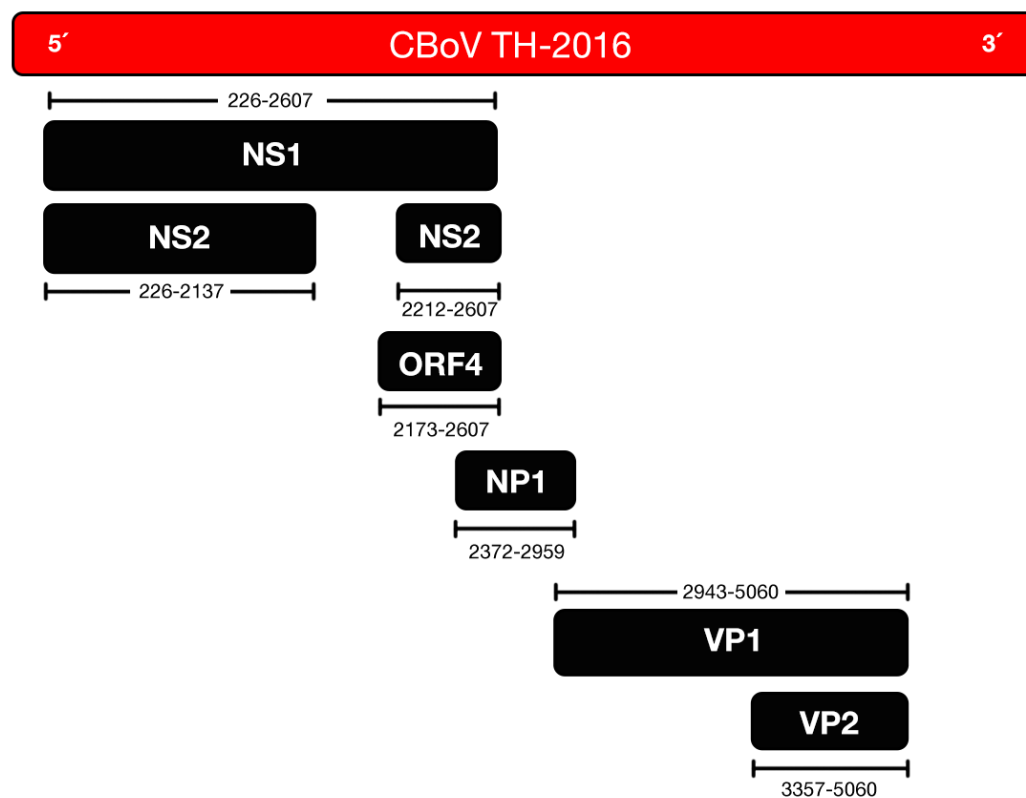 5´ CBoV TH-2016 3´
226-2607
NS1
NS2 NS2
226-2137
2212-2607
ORF4
2173-2607
NP1
2372-2959
2943-5060
VP1
VP2
3357-5060